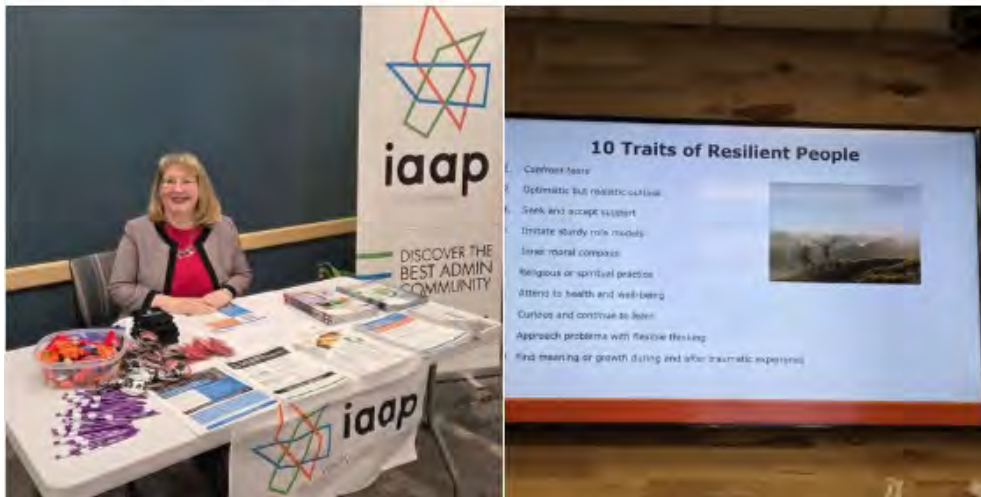 iaap
DISCOVER THE
BEST ADMIN
COMMUNITY
iaap
10 Traits of Resilient People
Confront fears
Optimistic but realistic outlook
Seek and accept support
Imitate sturdy role models
Inner moral compass
Religious or spiritual practice
Attend to health and well-being
Curious and continue to learn
Approach problems with flexible thinking
Find meaning or growth during and after traumatic experience